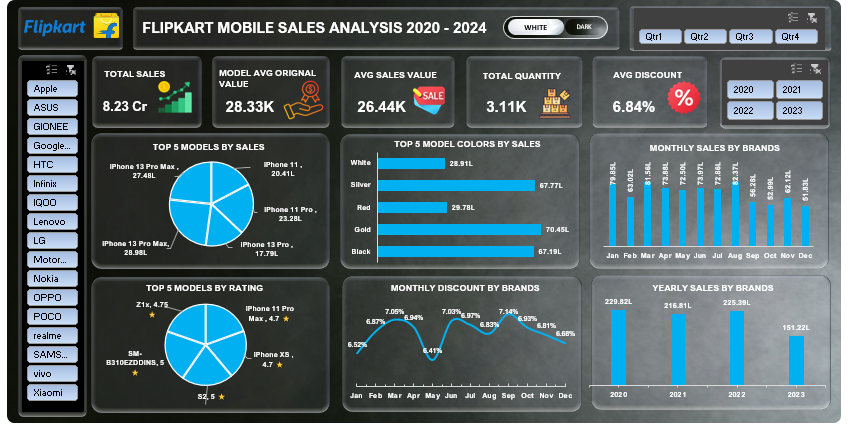 Flipkart
FLIPKART MOBILE SALES ANALYSIS 2020 - 2024
WHITE
DARK
Qtr1
Qtr2
Qtr3
Qtr4
Apple
ASUS
GIONEE
Google...
HTC
Infinix
IQOO
Lenovo
LG
Motor...
Nokia
OPPO
POCO
realme
SAMS...
vivo
Xiaomi
TOTAL SALES
8.23 Cr
MODEL AVG ORIGNAL
VALUE
28.33K
AVG SALES VALUE
26.44K
SALE
TOTAL QUANTITY
3.11K
AVG DISCOUNT
6.84%
%
2020
2021
2022
2023
TOP 5 MODELS BY SALES
iPhone 13 Pro Max ,
27.48L
iPhone 11 ,
20.41L
iPhone 11 Pro ,
23.28L
iPhone 13 Pro ,
17.79L
iPhone 13 Pro Max,
28.98L
TOP 5 MODEL COLORS BY SALES
White
28.91L
Silver
67.77L
Red
29.78L
Gold
70.45L
Black
67.19L
MONTHLY SALES BY BRANDS
79.85L
63.02L
81.56L
73.88L
72.50L
73.97L
72.86L
82.37L
56.28L
52.99L
62.12L
51.83L
Jan Feb Mar Apr May Jun Jul Aug Sep Oct Nov Dec
TOP 5 MODELS BY RATING
Z1x, 4.75
iPhone 11 Pro
Max , 4.7
iPhone XS ,
4.7
S2, 5
SM-
B310EZDDINS, 5
MONTHLY DISCOUNT BY BRANDS
6.52%
6.87%
7.05%
6.94%
6.41%
7.03%
6.97%
6.83%
7.14%
6.93%
6.81%
6.68%
Jan Feb Mar Apr May Jun Jul Aug Sep Oct Nov Dec
YEARLY SALES BY BRANDS
229.82L
216.81L
225.39L
151.22L
2020 2021 2022 2023